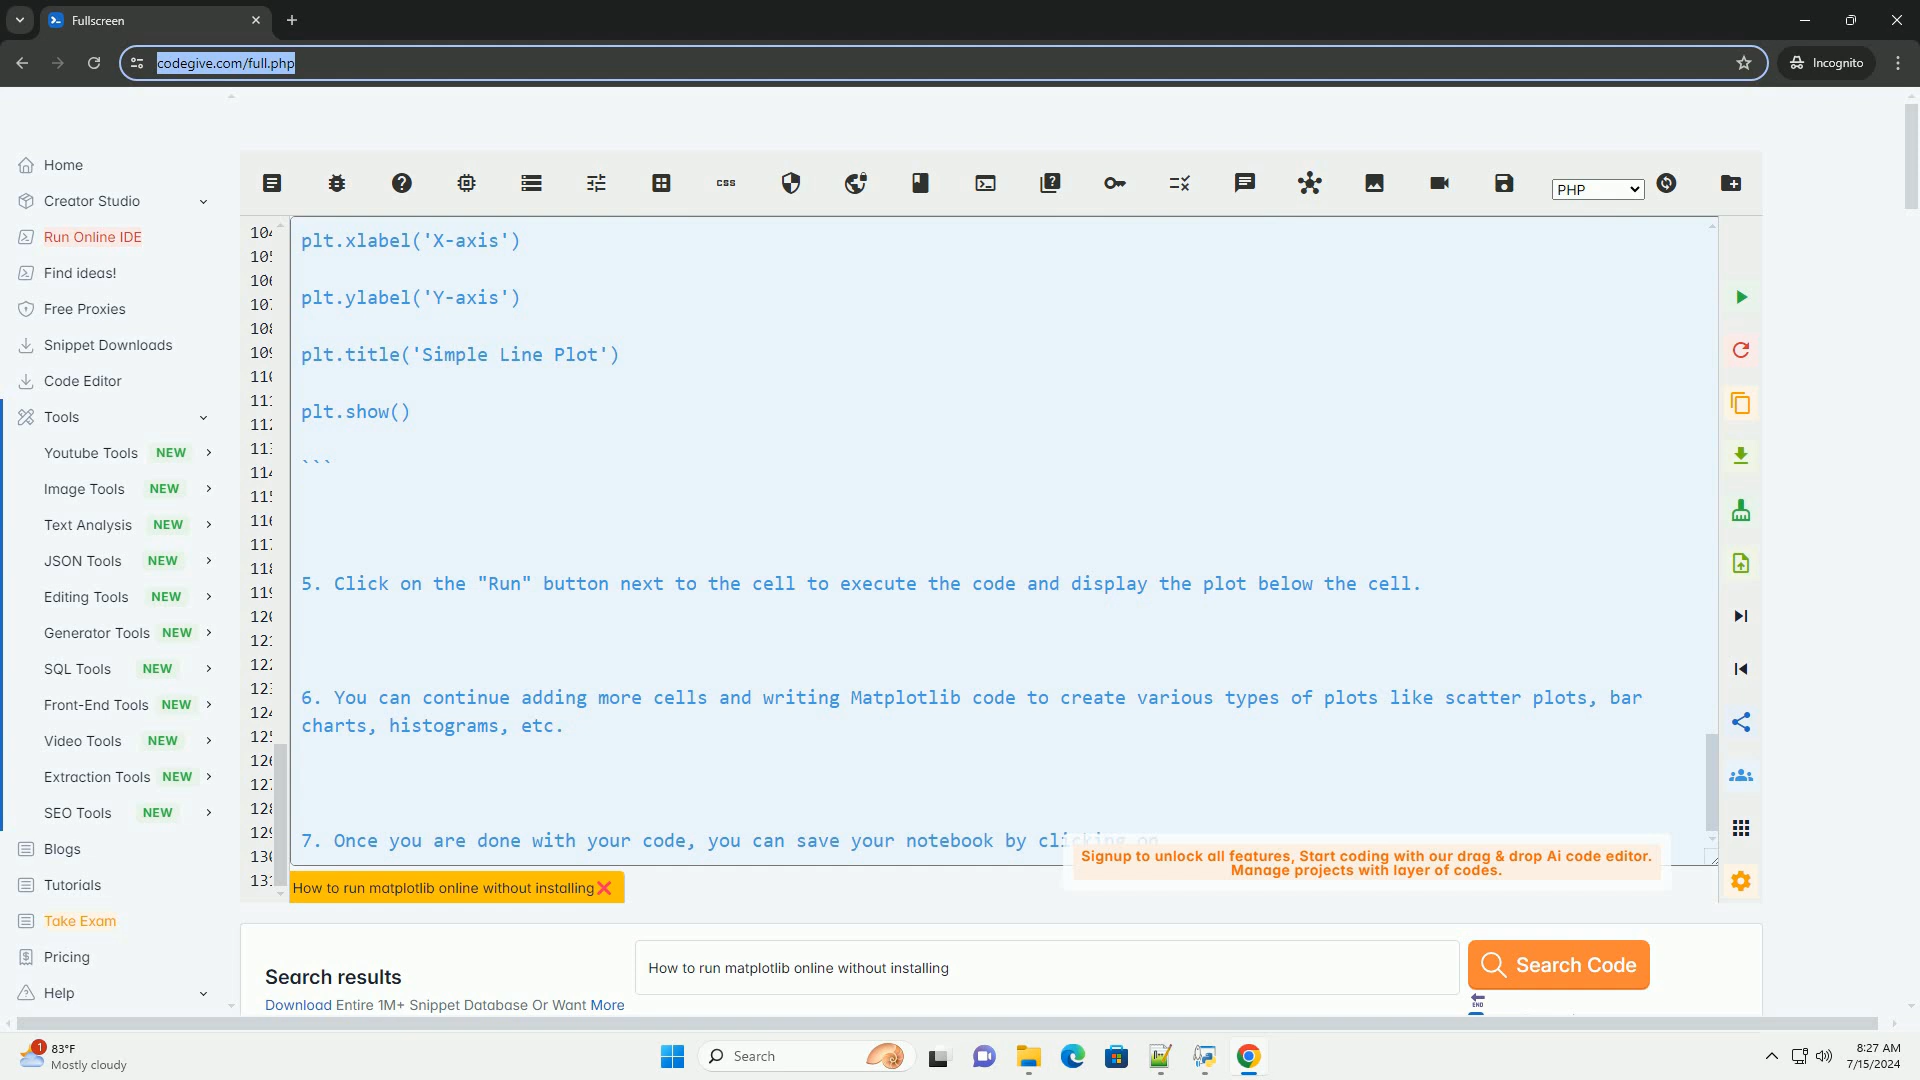 Fullscreen
codegive.com/full.php
Incognito
Home
Creator Studio
Run Online IDE
Find ideas!
Free Proxies
Snippet Downloads
Code Editor
Tools
Youtube Tools NEW
Image Tools NEW
Text Analysis NEW
JSON Tools NEW
Editing Tools NEW
Generator Tools NEW
SQL Tools NEW
Front-End Tools NEW
Video Tools NEW
Extraction Tools NEW
SEO Tools NEW
Blogs
Tutorials
Take Exam
Pricing
Help
css
PHP
plt.xlabel('X-axis')
plt.ylabel('Y-axis')
plt.title('Simple Line Plot')
plt.show()
```
5. Click on the "Run" button next to the cell to execute the code and display the plot below the cell.
6. You can continue adding more cells and writing Matplotlib code to create various types of plots like scatter plots, bar
charts, histograms, etc.
7. Once you are done with your code, you can save your notebook by clicking on
Signup to unlock all features, Start coding with our drag & drop Ai code editor.
Manage projects with layer of codes.
How to run matplotlib online without installing
Search results
Download Entire 1M+ Snippet Database Or Want More
How to run matplotlib online without installing
Search Code
END
1
83°F
Mostly cloudy
Search
8:27 AM
7/15/2024